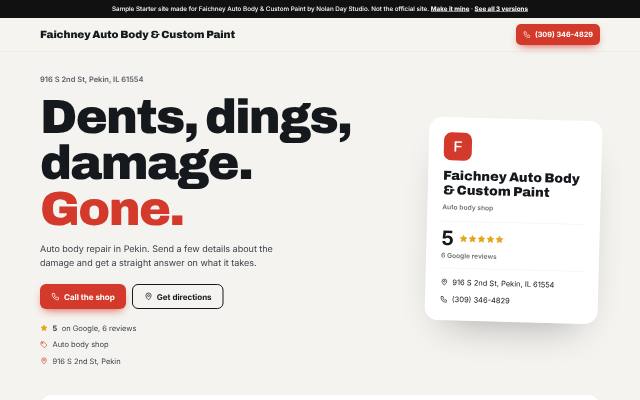 Sample Starter site made for Faichney Auto Body & Custom Paint by Nolan Day Studio. Not the official site. Make it mine · See all 3 versions
Faichney Auto Body & Custom Paint
(309) 346-4829
916 S 2nd St, Pekin, IL 61554
Dents, dings,
damage.
Gone.
Auto body repair in Pekin. Send a few details about the
damage and get a straight answer on what it takes.
Call the shop
Get directions
5 on Google, 6 reviews
Auto body shop
916 S 2nd St, Pekin
F
Faichney Auto Body
& Custom Paint
Auto body shop
5
6 Google reviews
916 S 2nd St, Pekin, IL 61554
(309) 346-4829